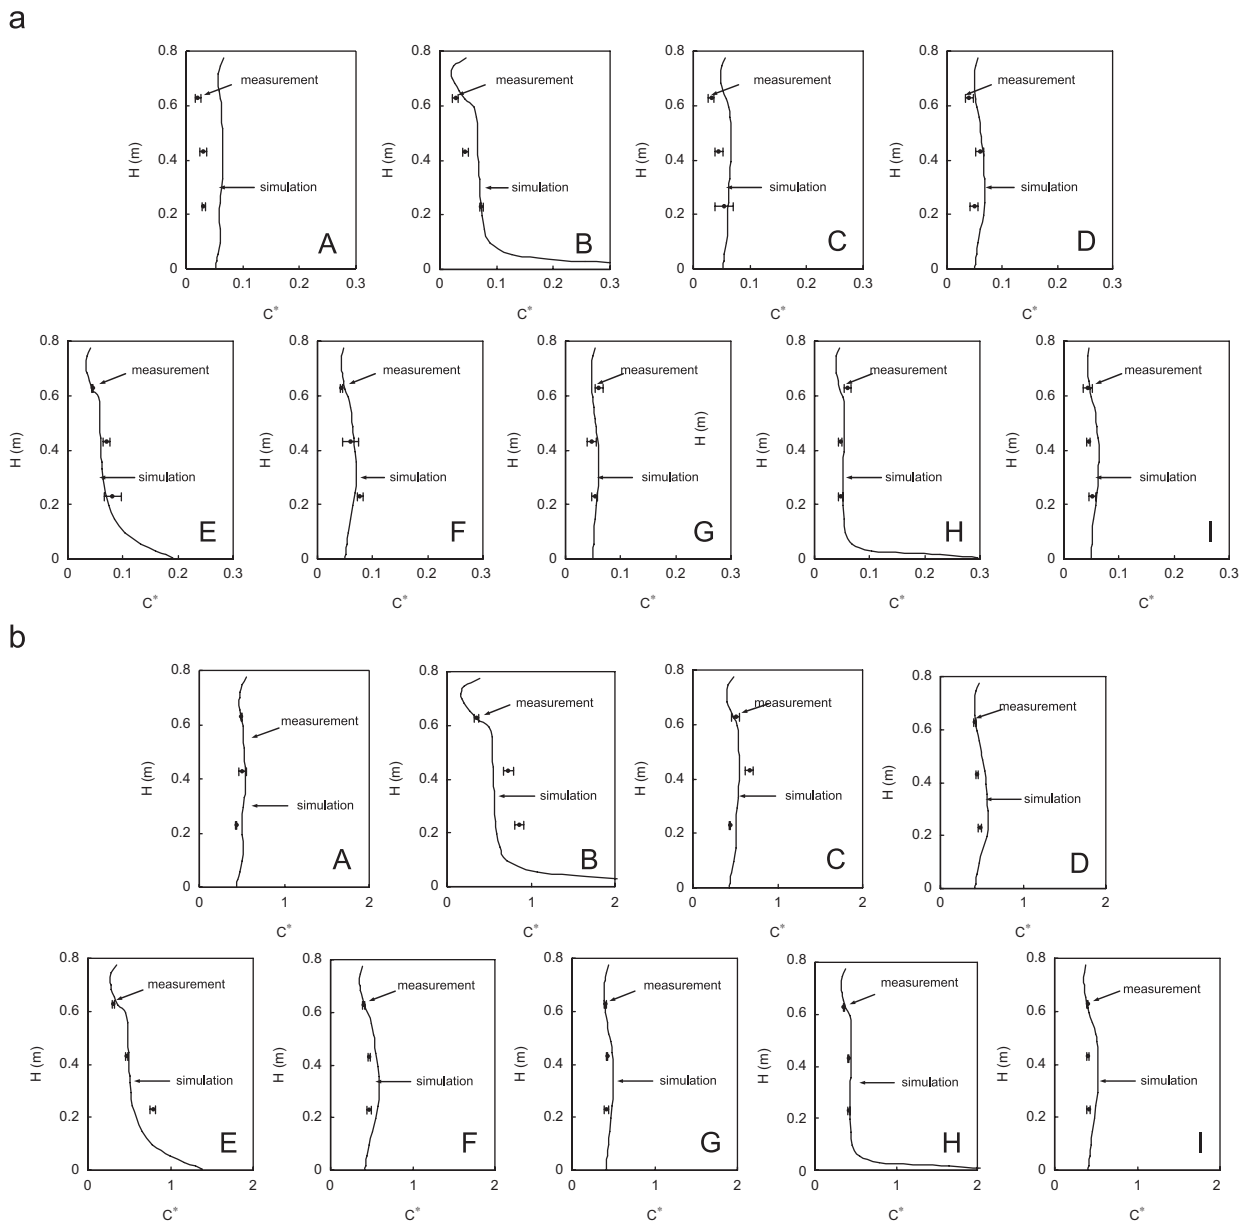 a
0.8 0.8 0.8 0.8
measurement measurement measurement measurement
0.6 0.6 0.6 0.6
H (m) H (m) H (m) H (m)
0.4 0.4 0.4 0.4
simulation simulation simulation simulation
0.2 0.2 0.2 0.2
A B C D
0 0 0 0
0 0.1 0.2 0.3 0 0.1 0.2 0.3 0 0.1 0.2 0.3 0 0.1 0.2 0.3
C* C* C* C*
0.8 0.8 0.8 0.8 0.8
measurement measurement measurement measurement measurement
0.6 0.6 0.6 0.6 0.6
H (m) H (m) H (m) H (m) H (m)
0.4 0.4 0.4 0.4 0.4
simulation simulation simulation simulation simulation
0.2 0.2 0.2 0.2 0.2
E F G H I
0 0 0 0 0
0 0.1 0.2 0.3 0 0.1 0.2 0.3 0 0.1 0.2 0.3 0 0.1 0.2 0.3 0 0.1 0.2 0.3
C* C* C* C* C*
b
0.8 0.8 0.8 0.8
measurement measurement measurement measurement
0.6 0.6 0.6 0.6
H (m) H (m) H (m) H (m)
0.4 0.4 0.4 0.4
simulation simulation simulation simulation
0.2 0.2 0.2 0.2
A B C D
0 0 0 0
0 1 2 0 1 2 0 1 2 0 1 2
C* C* C* C*
0.8 0.8 0.8 0.8 0.8
measurement measurement measurement measurement measurement
0.6 0.6 0.6 0.6 0.6
H (m) H (m) H (m) H (m) H (m)
0.4 0.4 0.4 0.4 0.4
simulation simulation simulation simulation simulation
0.2 0.2 0.2 0.2 0.2
E F G H I
0 0 0 0 0
0 1 2 0 1 2 0 1 2 0 1 2 0 1 2
C* C* C* C* C*